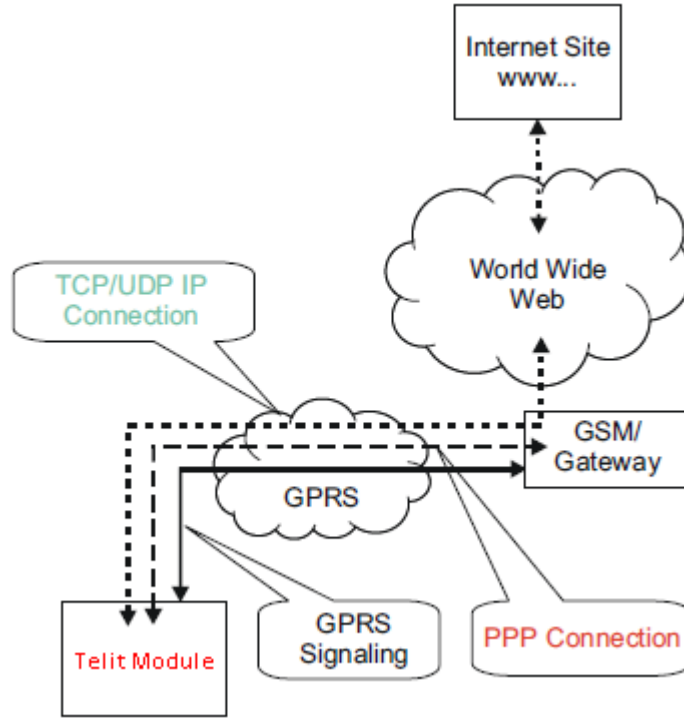 Internet Site
www...
World Wide
Web
TCP/UDP IP
Connection
GSM/
Gateway
GPRS
Telit Module
GPRS
Signaling
PPP Connection